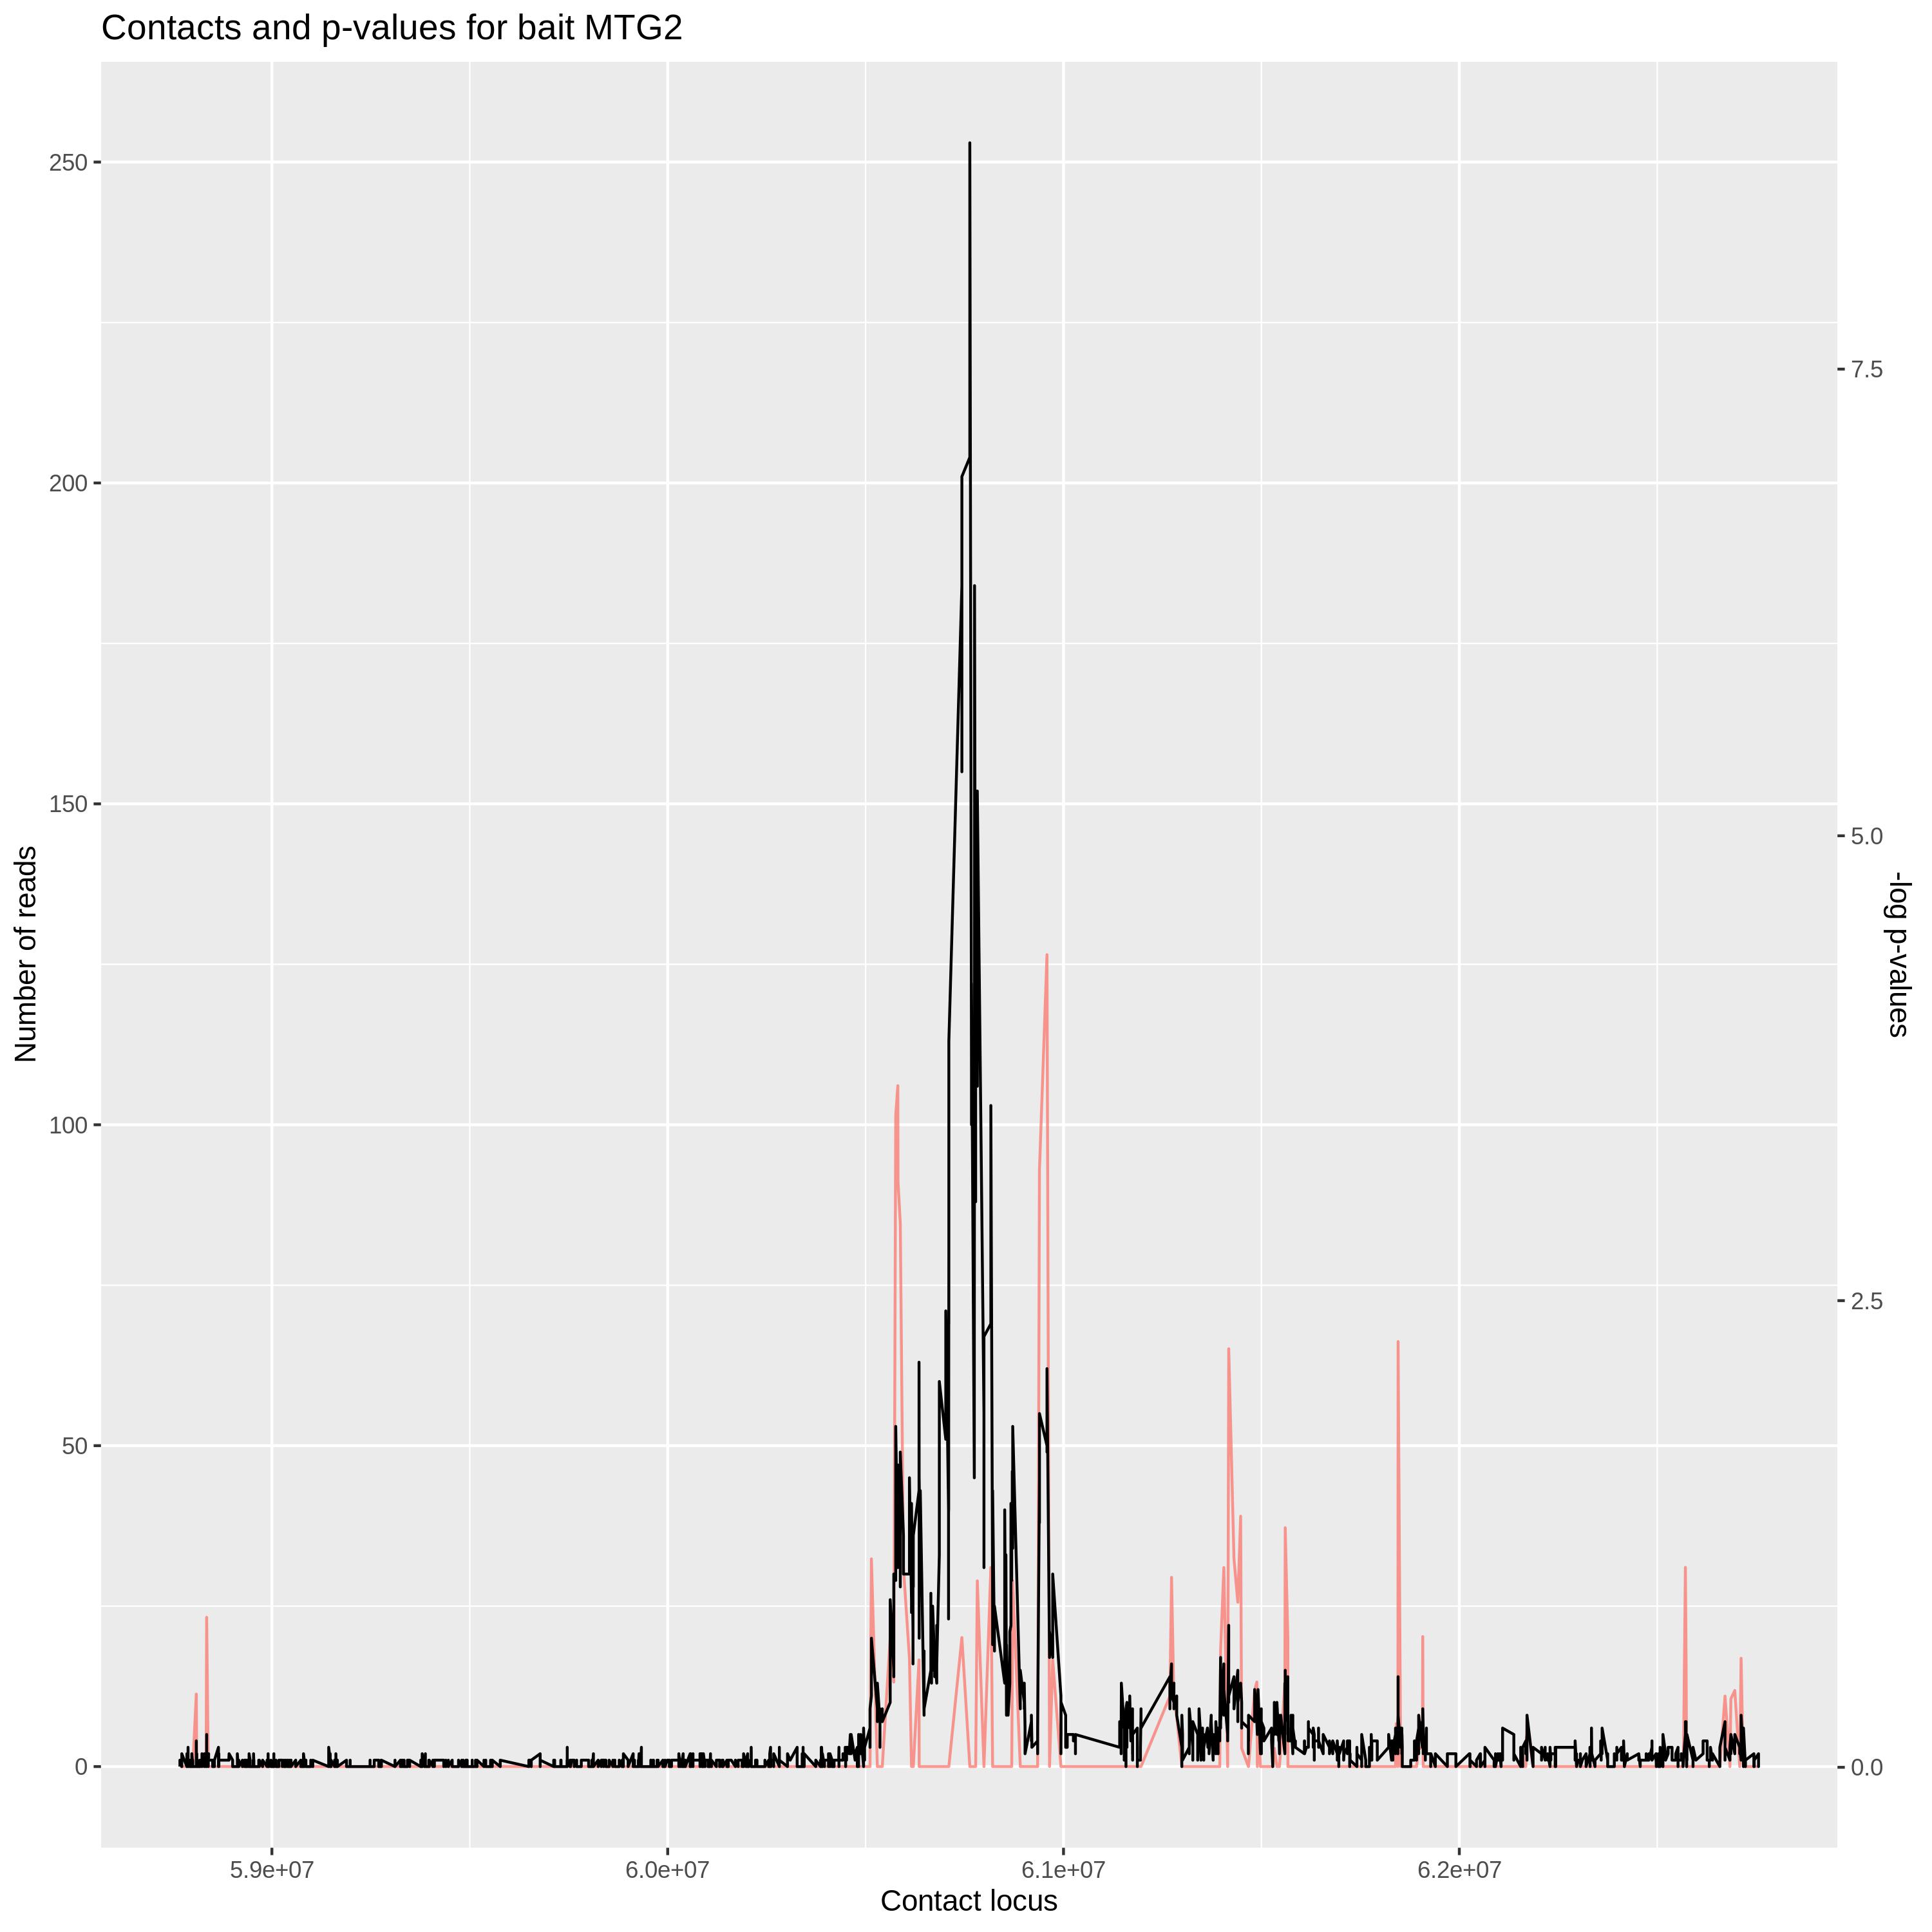 Contacts and p-values for bait MTG2
250
200
150
100
50
0
Number of reads
7.5
5.0
2.5
0.0
-log p-values
5.9e+07
6.0e+07
6.1e+07
6.2e+07
Contact locus